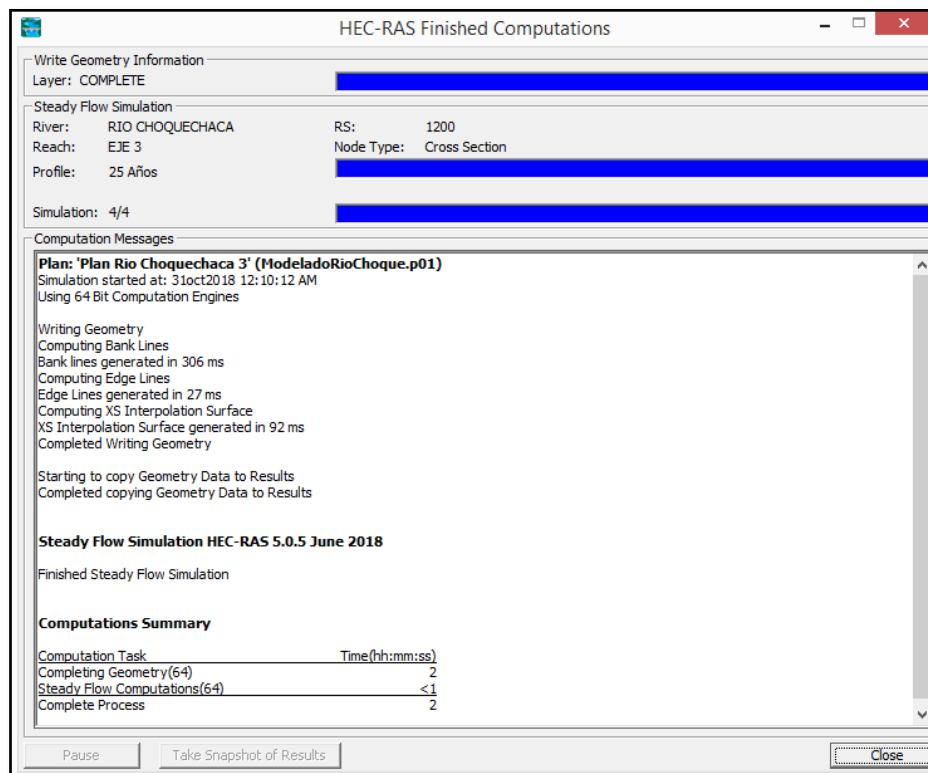 HEC-RAS Finished Computations
Write Geometry Information
Layer: COMPLETE
Steady Flow Simulation
River: RIO CHOQUECHACA RS: 1200
Reach: EJE 3 Node Type: Cross Section
Profile: 25 Años
Simulation: 4/4
Computation Messages
Plan: 'Plan Rio Choquechaca 3' (ModeladoRioChoque.p01)
Simulation started at: 31oct2018 12:10:12 AM
Using 64 Bit Computation Engines
Writing Geometry
Computing Bank Lines
Bank lines generated in 306 ms
Computing Edge Lines
Edge Lines generated in 27 ms
Computing XS Interpolation Surface
XS Interpolation Surface generated in 92 ms
Completed Writing Geometry
Starting to copy Geometry Data to Results
Completed copying Geometry Data to Results
Steady Flow Simulation HEC-RAS 5.0.5 June 2018
Finished Steady Flow Simulation
Computations Summary
Computation Task Time(hh:mm:ss)
Completing Geometry(64) 2
Steady Flow Computations(64) <1
Complete Process 2
Pause Take Snapshot of Results Close